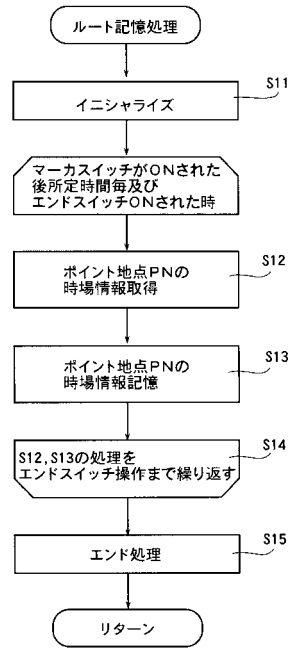 ルート記憶処理
S11
イニシャライズ
マーカスイッチがONされた
後所定時間毎及び
エンドスイッチONされた時
S12
ポイント地点PNの
時場情報取得
S13
ポイント地点PNの
時場情報記憶
S14
S12,S13の処理を
エンドスイッチ操作まで繰り返す
S15
エンド処理
リターン